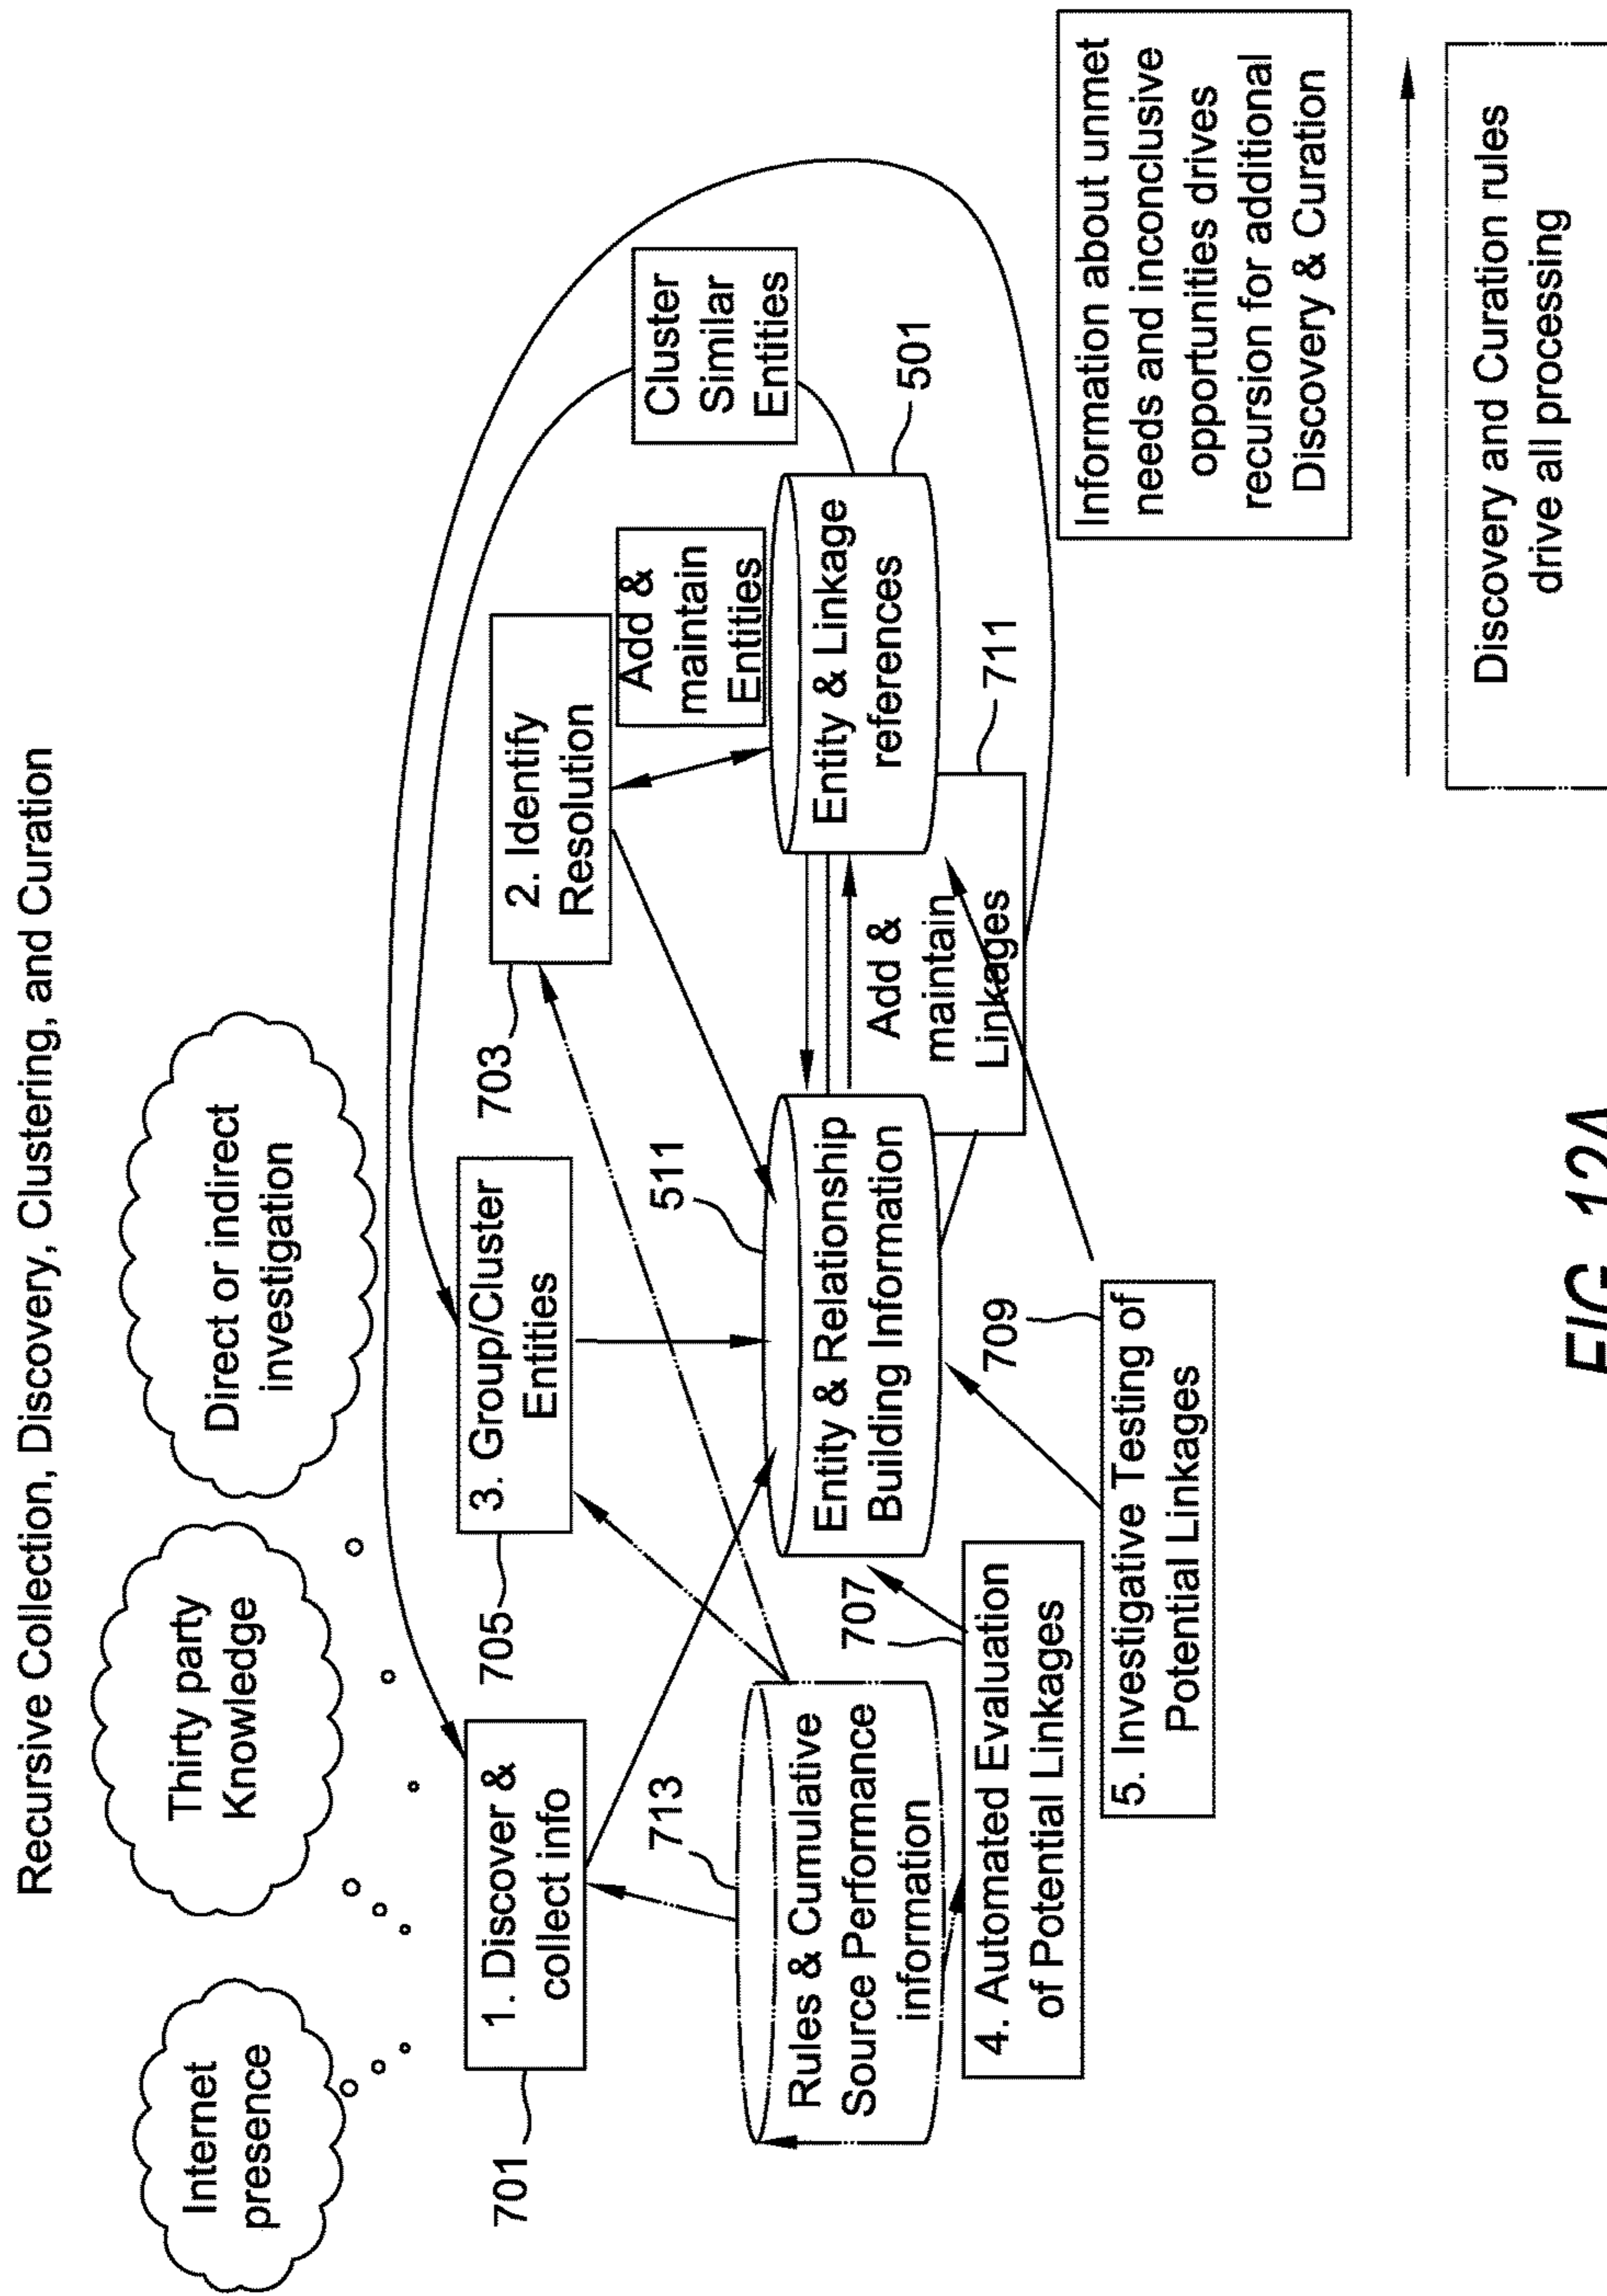 Recursive Collection, Discovery, Clustering, and Curation
Internet
presence
Thirty party
Knowledge
Direct or indirect
investigation
701
1. Discover &
collect info
705
3. Group/Cluster
Entities
703
2. Identify
Resolution
Add &
maintain
Entities
Cluster
Similar
Entities
713
Rules & Cumulative
Source Performance
information
511
Entity & Relationship
Building Information
Entity & Linkage
references
501
Add &
maintain
Linkages
711
707
4. Automated Evaluation
of Potential Linkages
709
5. Investigative Testing of
Potential Linkages
Information about unmet
needs and inconclusive
opportunities drives
recursion for additional
Discovery & Curation
Discovery and Curation rules
drive all processing
FIG. 12A